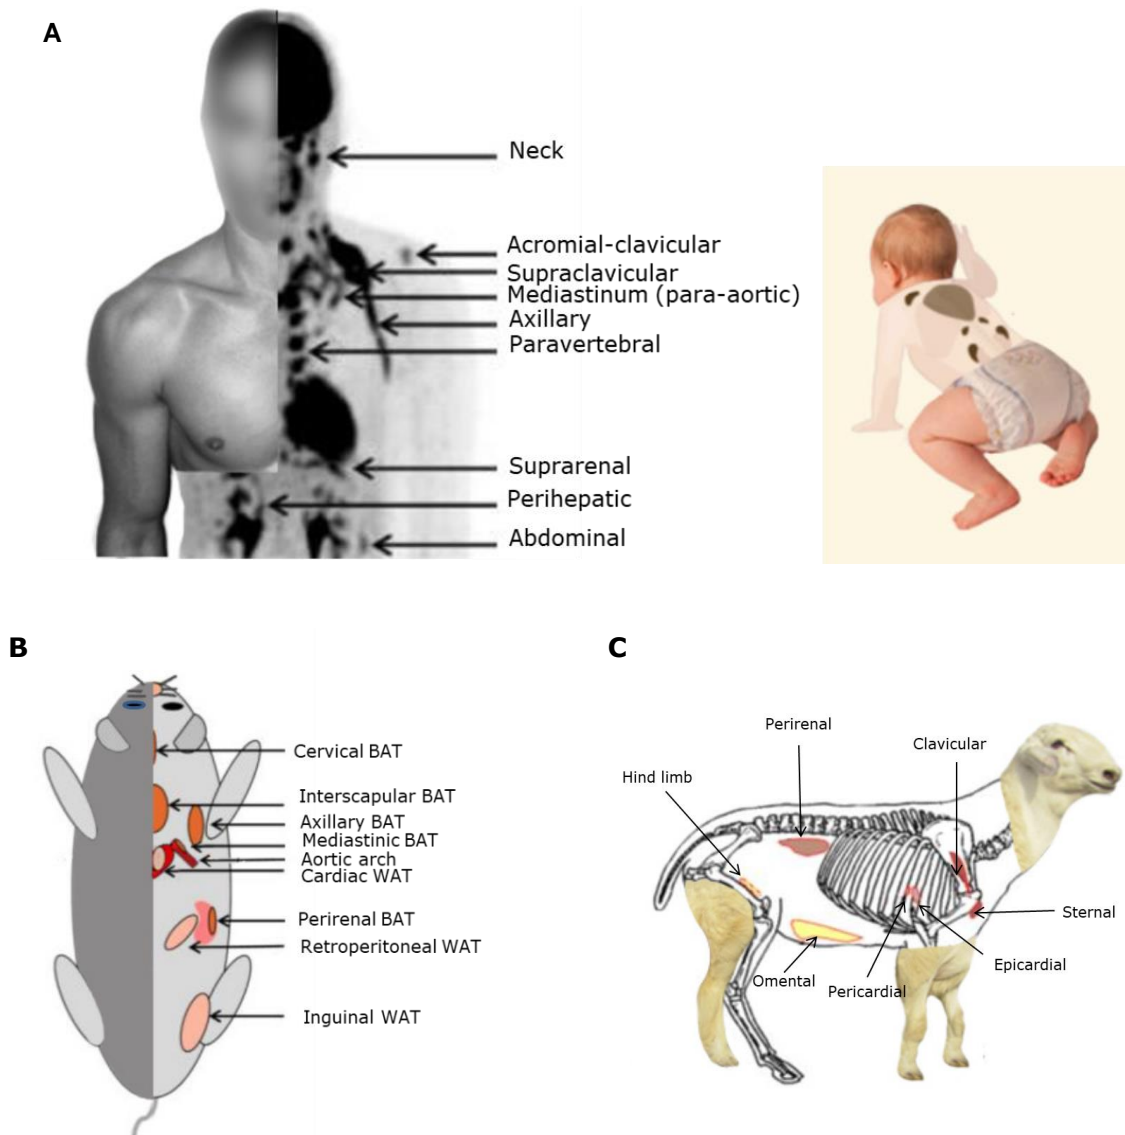 A
Neck
Acromial-clavicular
Supraclavicular
Mediastinum (para-aortic)
Axillary
Paravertebral
Suprarenal
Perihepatic
Abdominal
B
Cervical BAT
Interscapular BAT
Axillary BAT
Mediastinic BAT
Aortic arch
Cardiac WAT
Perirenal BAT
Retroperitoneal WAT
Inguinal WAT
C
Perirenal
Clavicular
Hind limb
Sternal
Epicardial
Omental
Pericardial